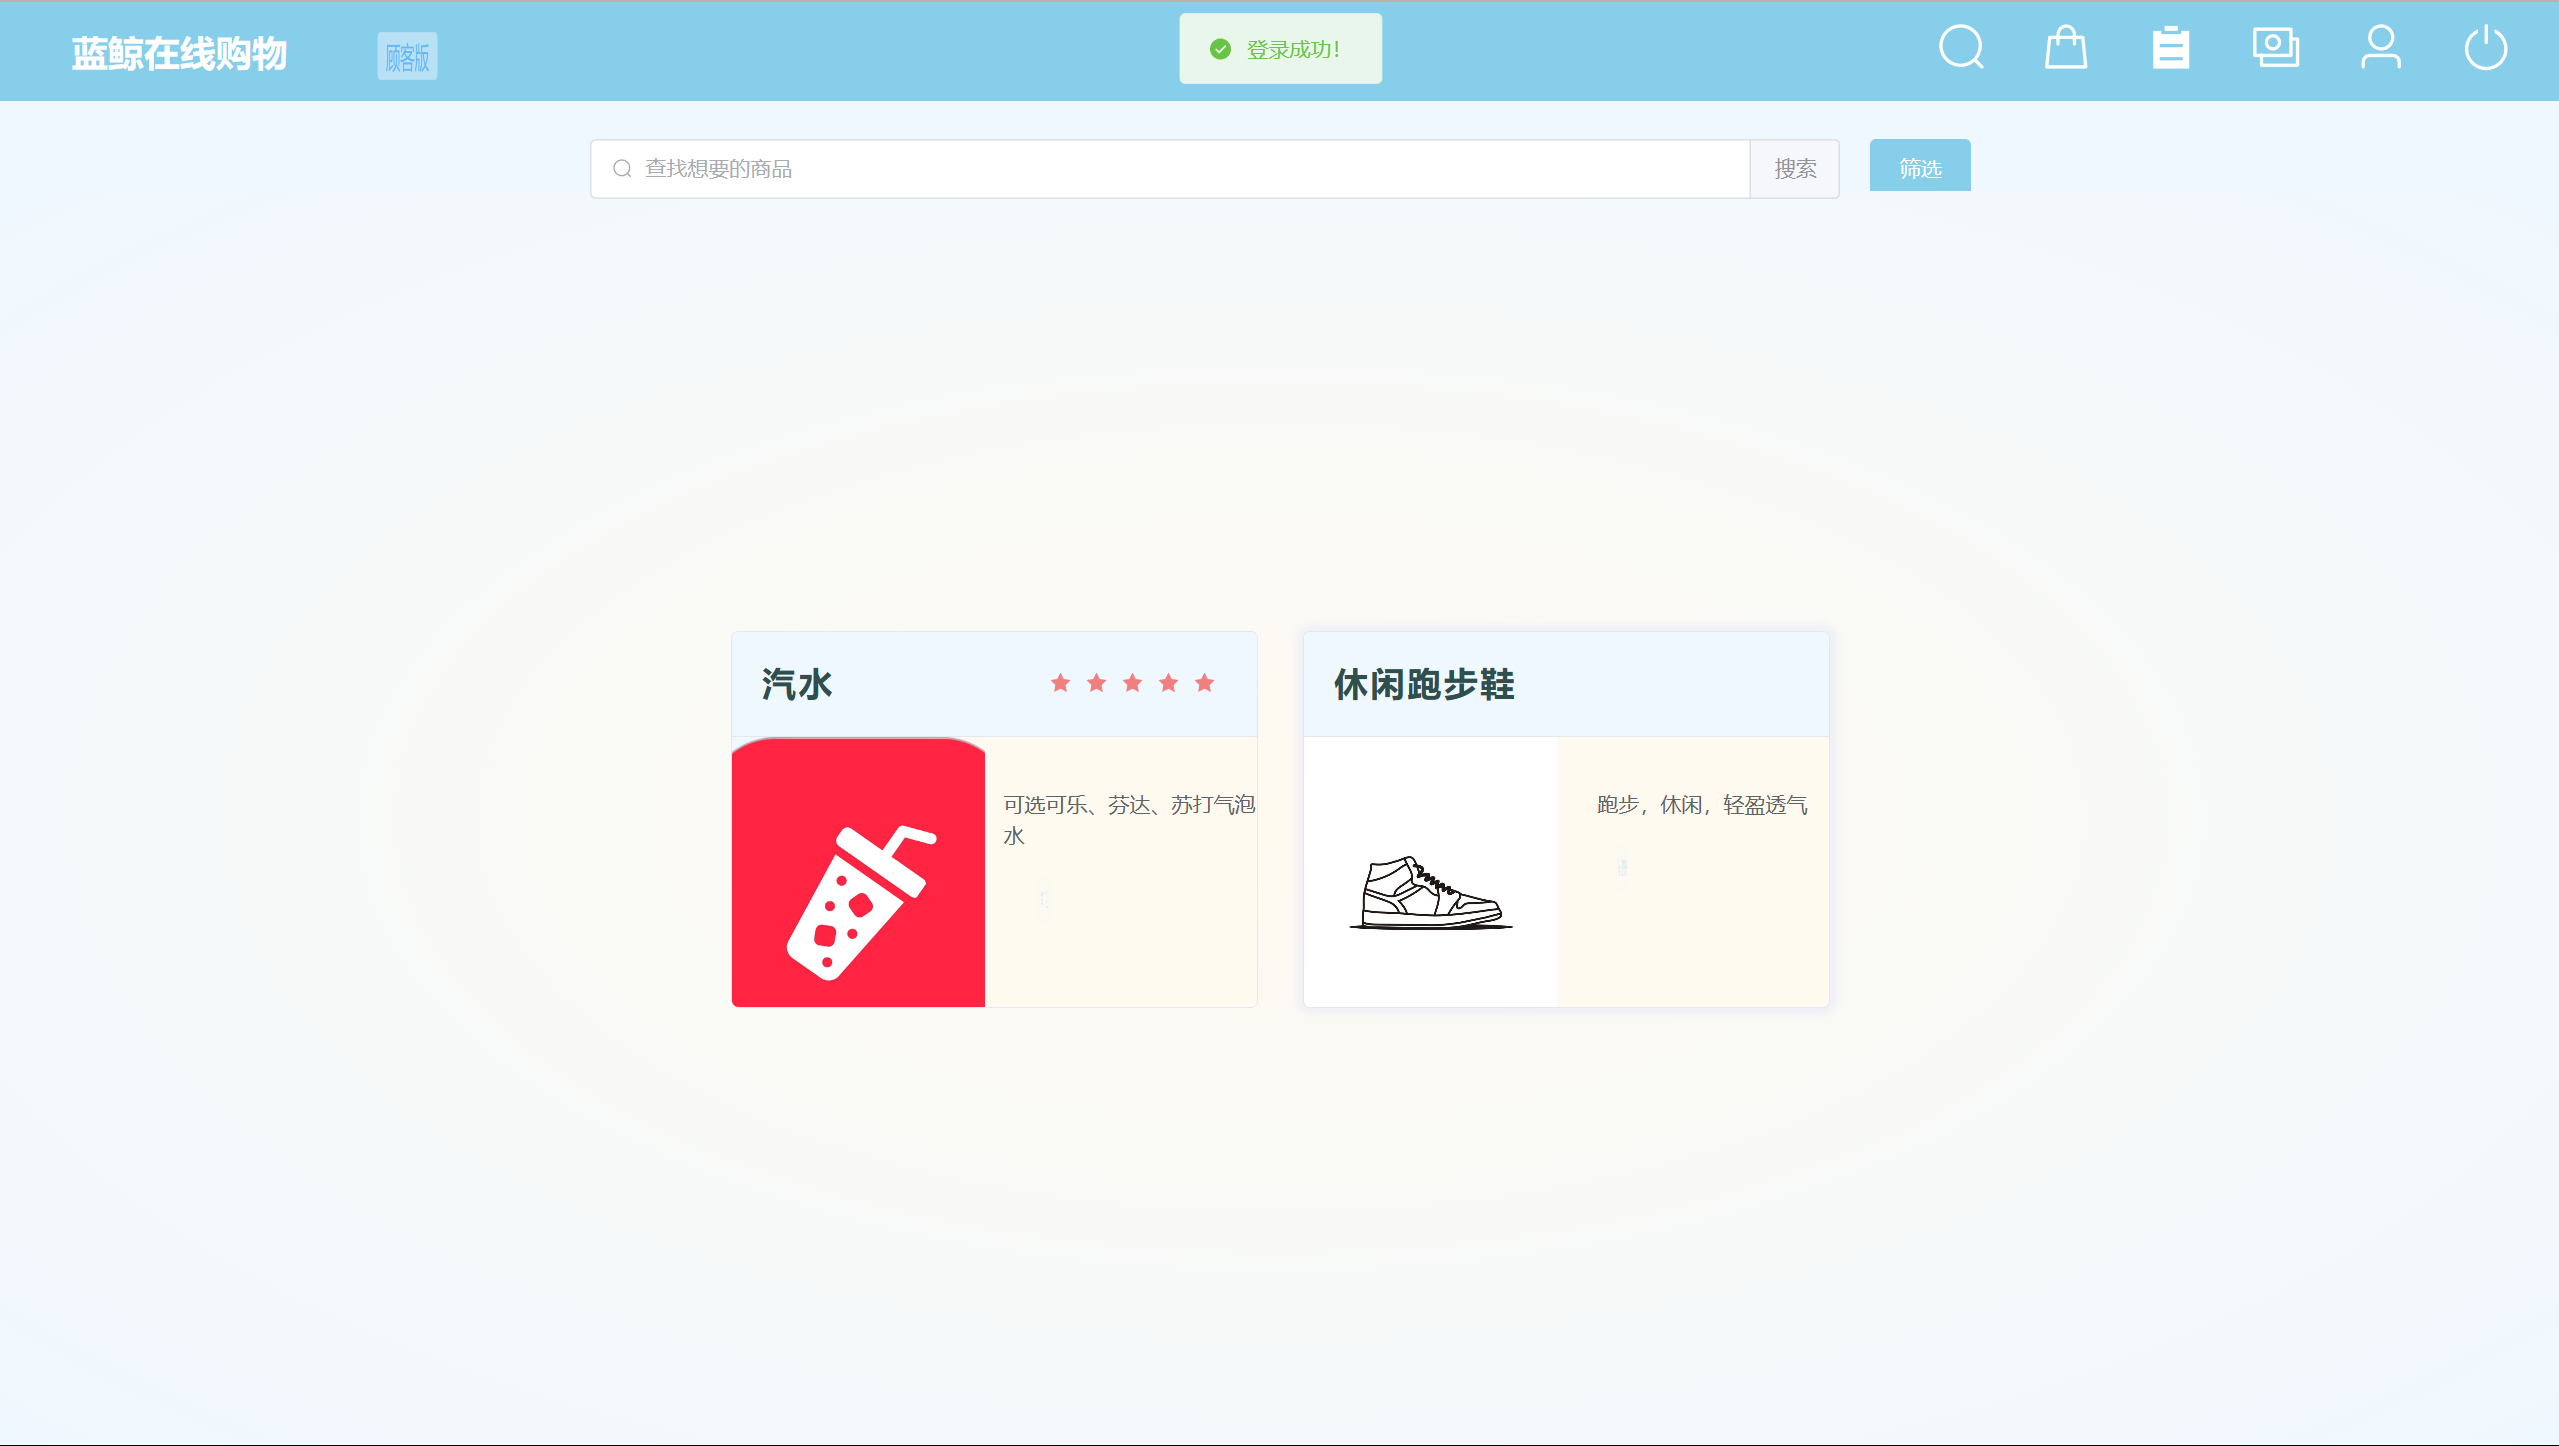 蓝鲸在线购物
顾客版
登录成功！
查找想要的商品
搜索
筛选
汽水
可选可乐、芬达、苏打气泡
水
休闲跑步鞋
跑步，休闲，轻盈透气